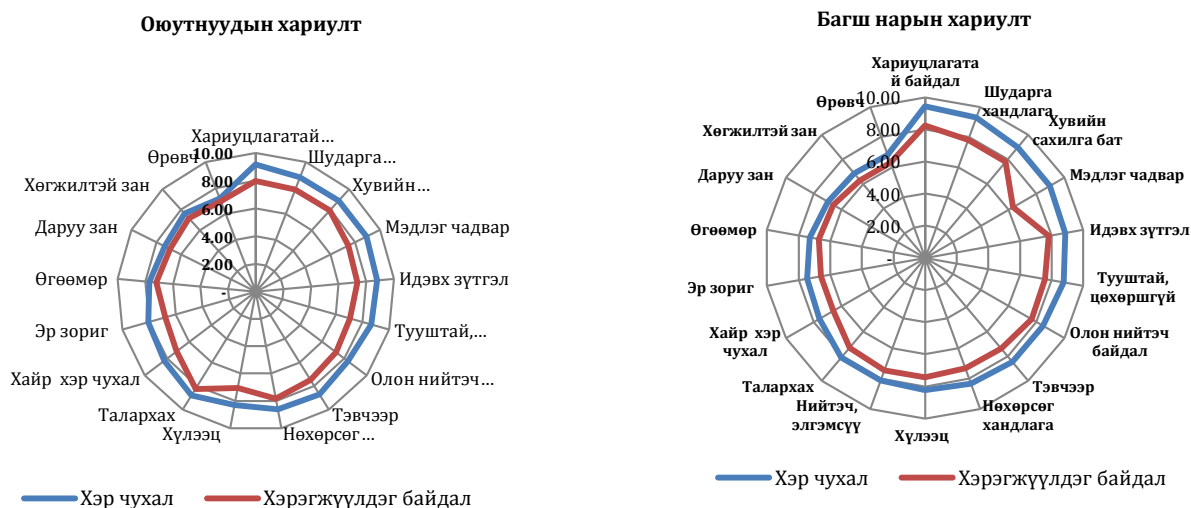 Оюутнуудын хариулт
Хариуцлагатай…
Шударга…
Хувийн…
Мэдлэг чадвар
Идэвх зүтгэл
Тууштай,…
Олон нийтэч…
Тэвчээр
Нөхөрсөг…
Хүлээц
Талархах
Хайр  хэр чухал
Эр зориг
Өгөөмөр
Даруу зан
Хөгжилтэй зан
Өрөвч
10.00
8.00
6.00
4.00
2.00
-
Хэр чухал
Хэрэгжүүлдэг байдал
Багш нарын хариулт
Хариуцлагата
й байдал
Шударга
хандлага
Хувийн
сахилга бат
Мэдлэг чадвар
Идэвх зүтгэл
Тууштай,
цөхөршгүй
Олон нийтэч
байдал
Тэвчээр
Нөхөрсөг
хандлага
Хүлээц
Нийтэч,
элгэмсүү
Талархах
Хайр  хэр
чухал
Эр зориг
Өгөөмөр
Даруу зан
Хөгжилтэй зан
Өрөвч
10.00
8.00
6.00
4.00
2.00
-
Хэр чухал
Хэрэгжүүлдэг байдал